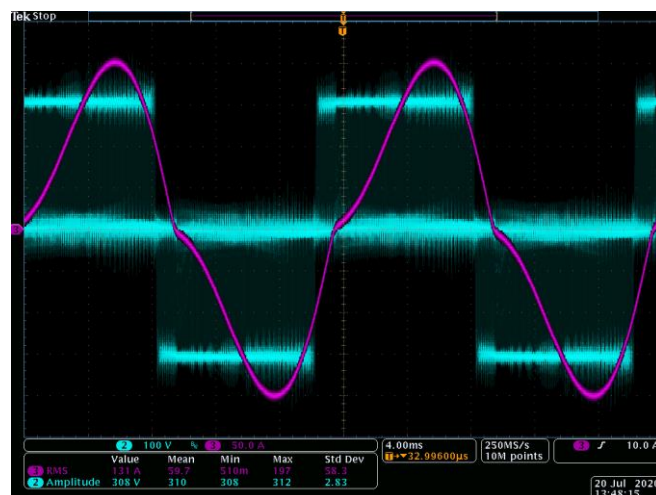 Tek Stop
T
T
3
2 100 V 3 50.0 A
4.00ms
T→▼32.99600µs
250MS/s
10M points
3 10.0 A
Value Mean Min Max Std Dev
3 RMS 131 A 59.7 510m 197 58.3
2 Amplitude 308 V 310 308 312 2.83
20 Jul 2020
13:48:15